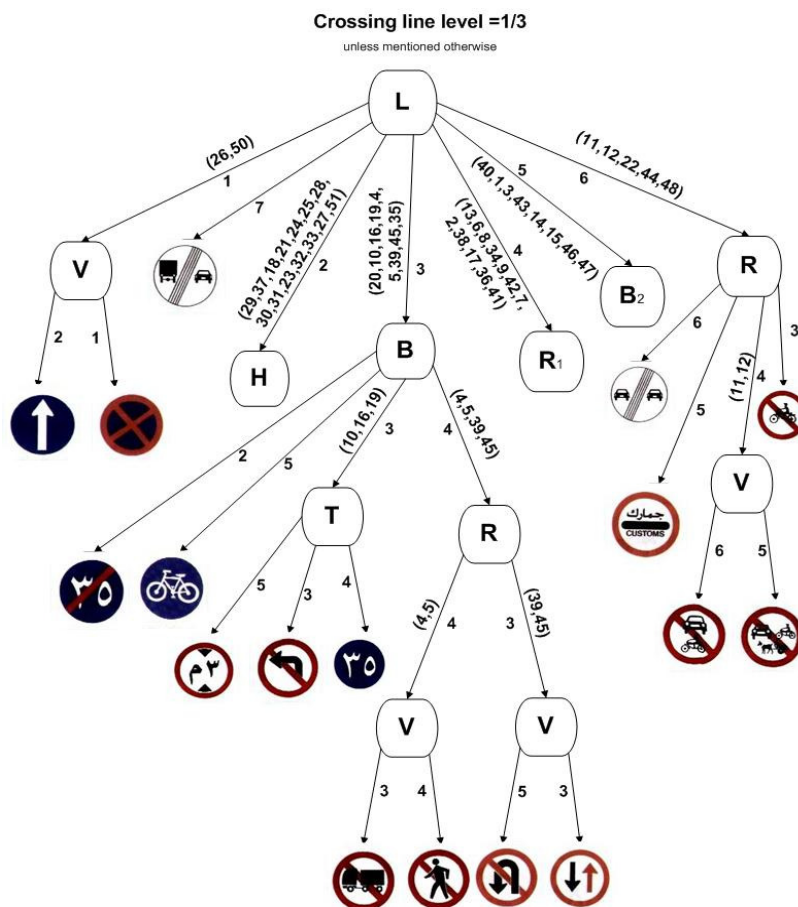 Crossing line level =1/3
unless mentioned otherwise
L
(26,50)
1
7
(29,37,18,21,24,25,28,
30,31,23,32,33,27,51)
2
(20,10,16,19,4,
5,39,45,35)
3
(13,6,8,34,9,42,7,
2,38,17,36,41)
4
(40,1,3,43,14,15,46,47)
5
(11,12,22,44,48)
6
V
H
B
R1
B2
R
2
1
2
5
(10,16,19)
3
(4,5,39,45)
4
6
5
(11,12)
4
3
T
R
V
جمارك
CUSTOMS
٣٥
5
3
4
(4,5)
4
3
(39,45)
6
5
٣م
٣٥
V
V
3
4
5
3